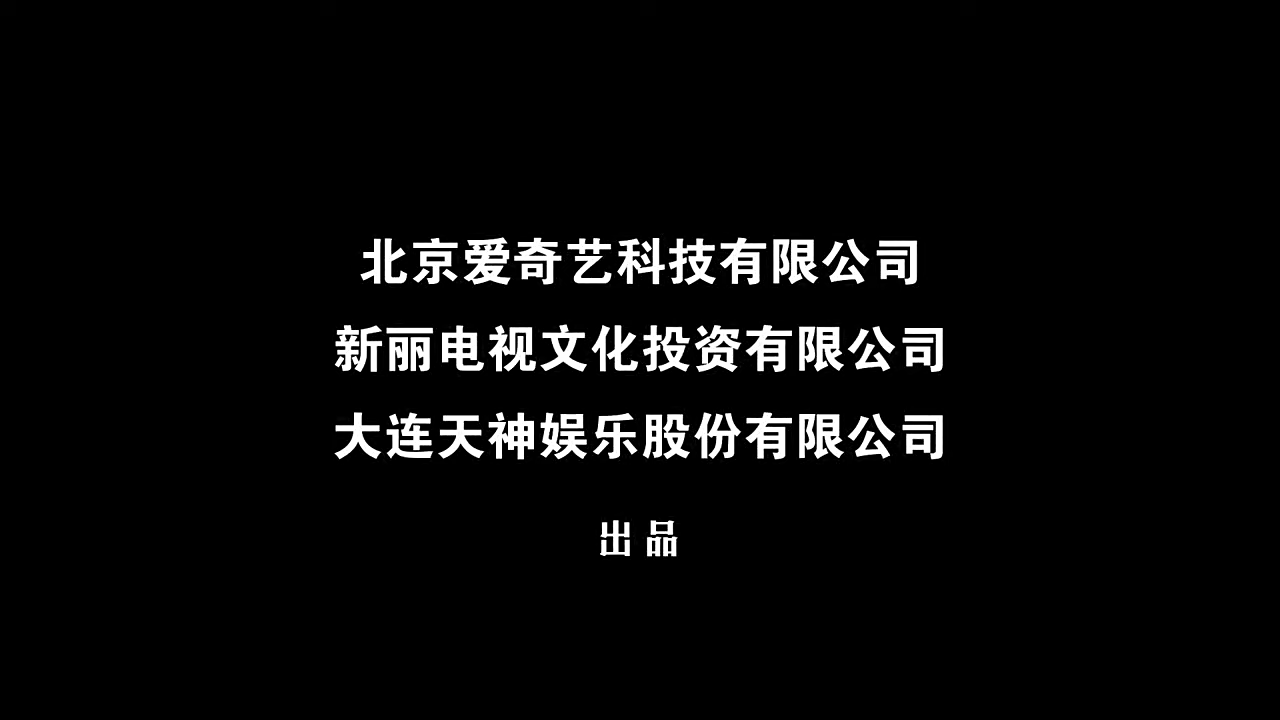 北京爱奇艺科技有限公司
新丽电视文化投资有限公司
大连天神娱乐股份有限公司
出品